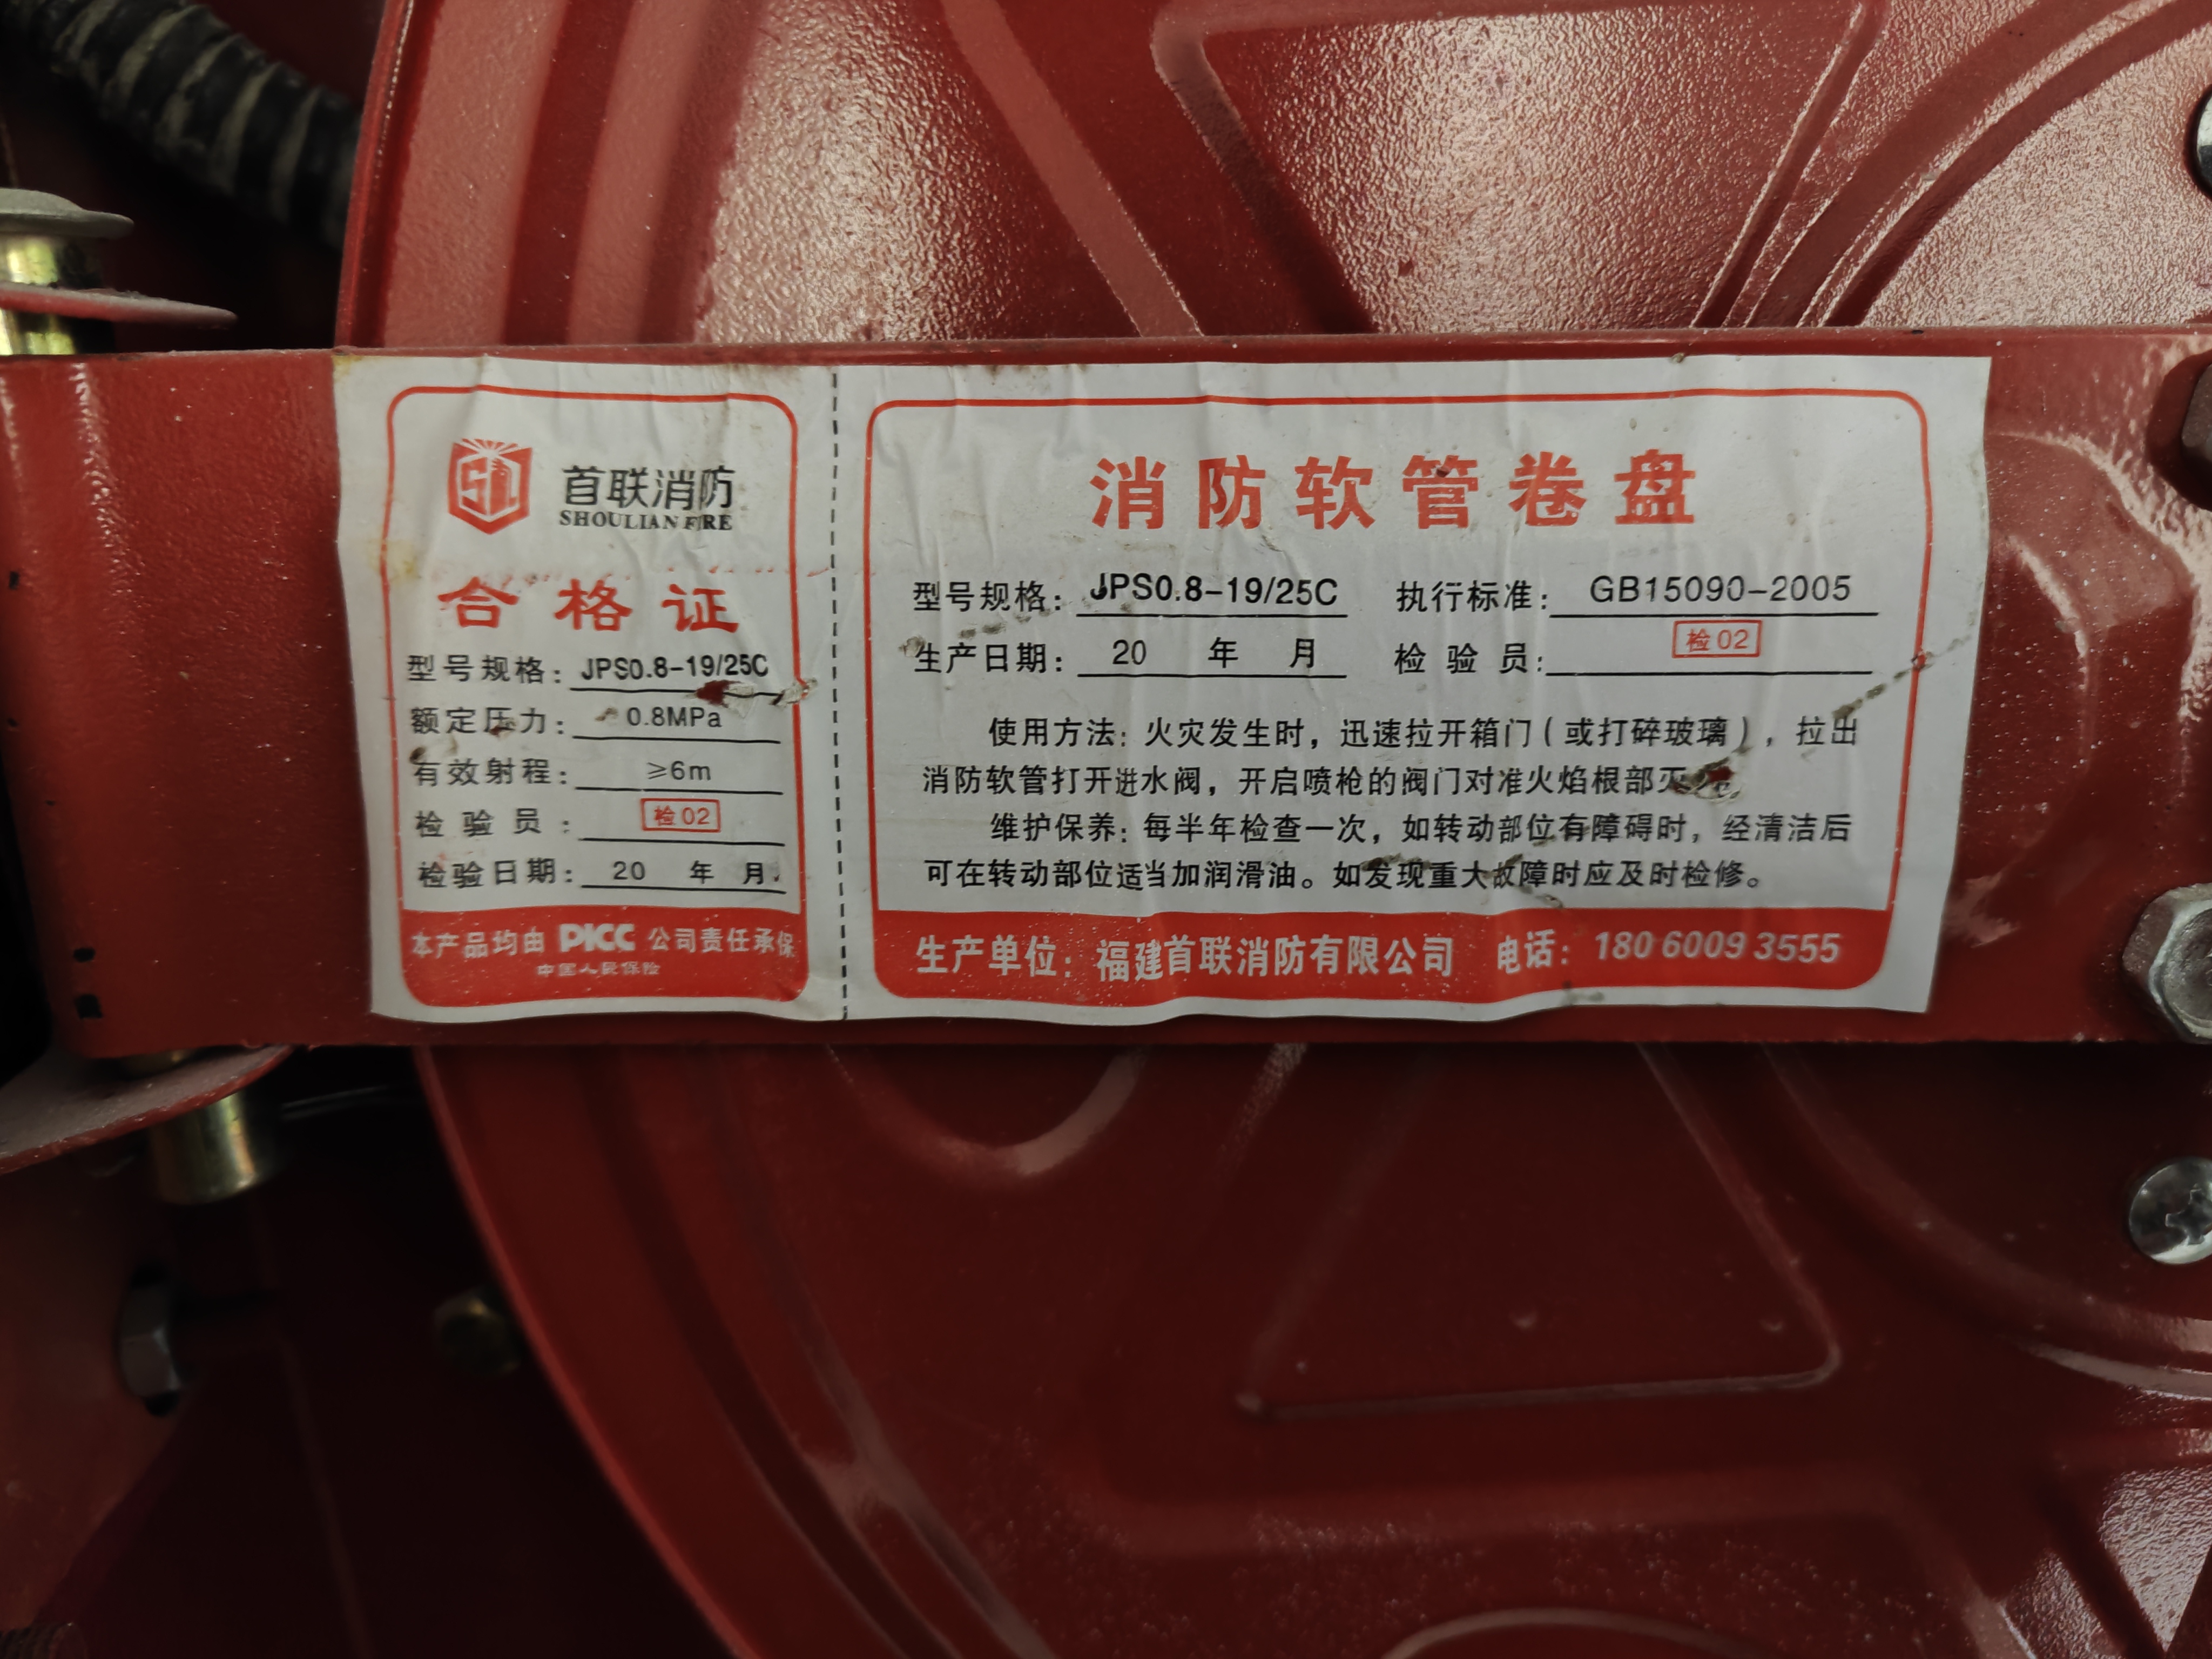 首联消防
SHOULIAN FIRE
合格证
型号规格：JPS0.8-19/25C
额定压力：0.8MPa
有效射程：≥6m
检验员：检02
检验日期：20 年 月
本产品均由 PICC 公司责任承保
中国人民保险
消防软管卷盘
型号规格：JPS0.8-19/25C 执行标准：GB15090-2005
生产日期：20 年 月 检验员：检02
使用方法：火灾发生时，迅速拉开箱门（或打碎玻璃），拉出
消防软管打开进水阀，开启喷枪的阀门对准火焰根部灭
维护保养：每半年检查一次，如转动部位有障碍时，经清洁后
可在转动部位适当加润滑油。如发现重大故障时应及时检修。
生产单位：福建首联消防有限公司 电话：180 6009 3555